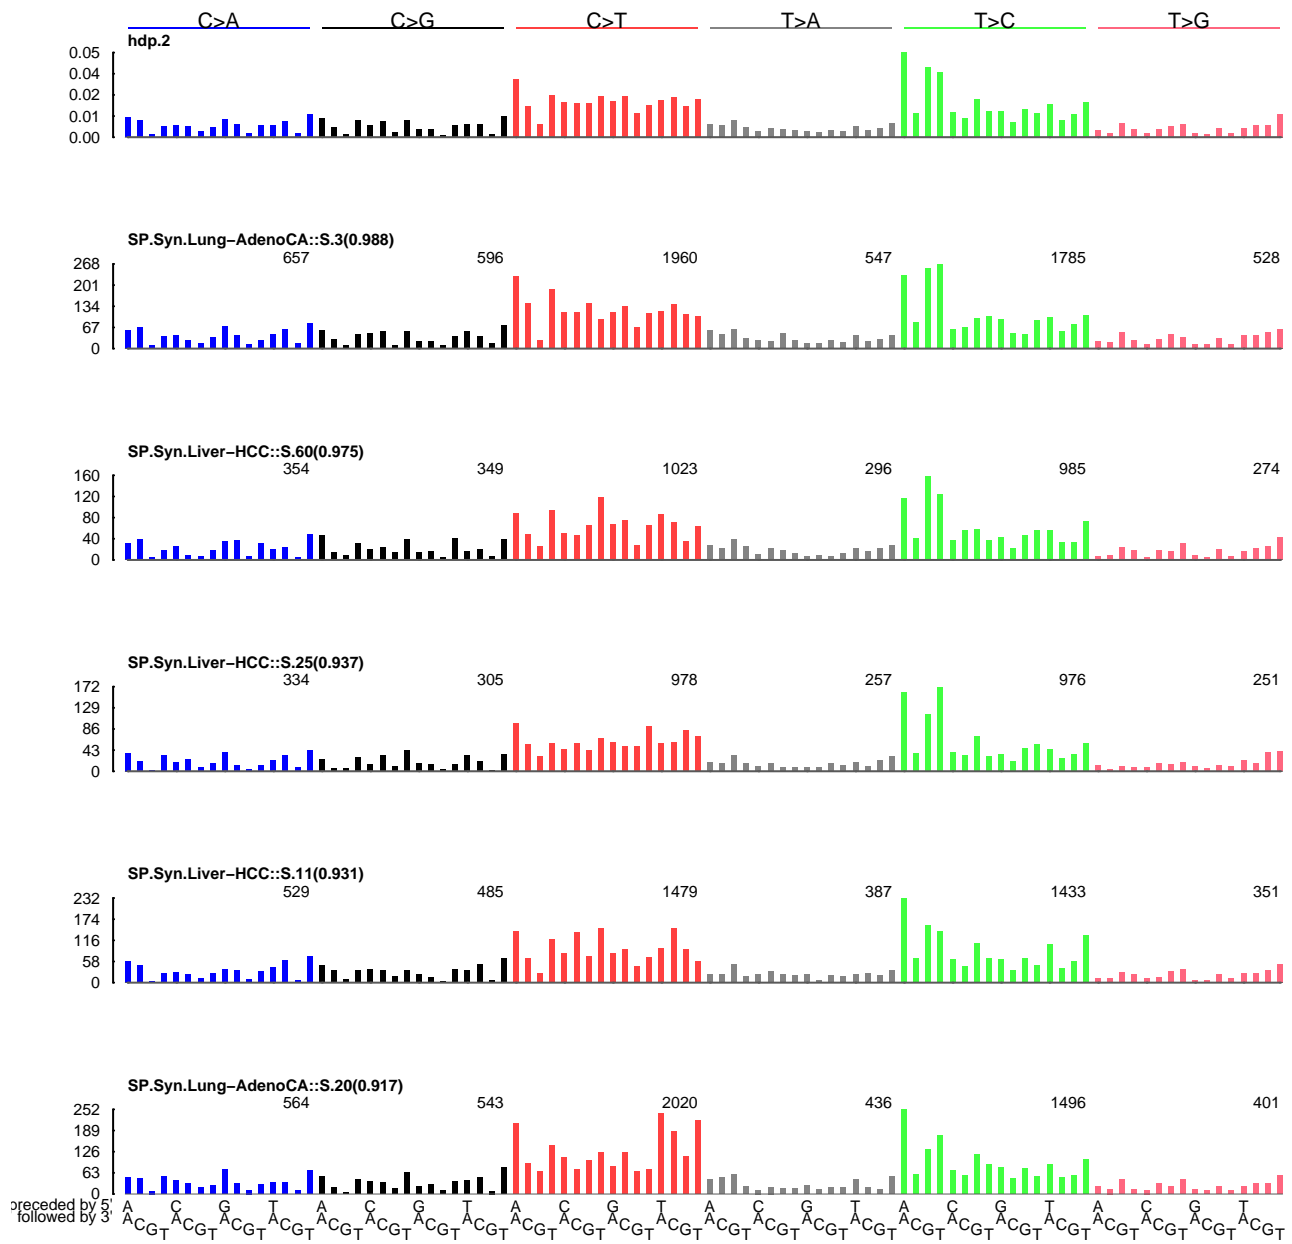 C>A C>G C>T T>A T>C T>G
hdp.2
0.05
0.04
0.02
0.01
0.00
SP.Syn.Lung−AdenoCA::S.3(0.988)
657 596 1960 547 1785 528
268
201
134
67
0
SP.Syn.Liver−HCC::S.60(0.975)
354 349 1023 296 985 274
160
120
80
40
0
SP.Syn.Liver−HCC::S.25(0.937)
334 305 978 257 976 251
172
129
86
43
0
SP.Syn.Liver−HCC::S.11(0.931)
529 485 1479 387 1433 351
232
174
116
58
0
SP.Syn.Lung−AdenoCA::S.20(0.917)
564 543 2020 436 1496 401
252
189
126
63
0
preceded by 5' A C G T A C G T A C G T A C G T A C G T A C G T
followed by 3' A C G T A C G T A C G T A C G T A C G T A C G T A C G T A C G T A C G T A C G T A C G T A C G T A C G T A C G T A C G T A C G T A C G T A C G T A C G T A C G T A C G T A C G T A C G T A C G T